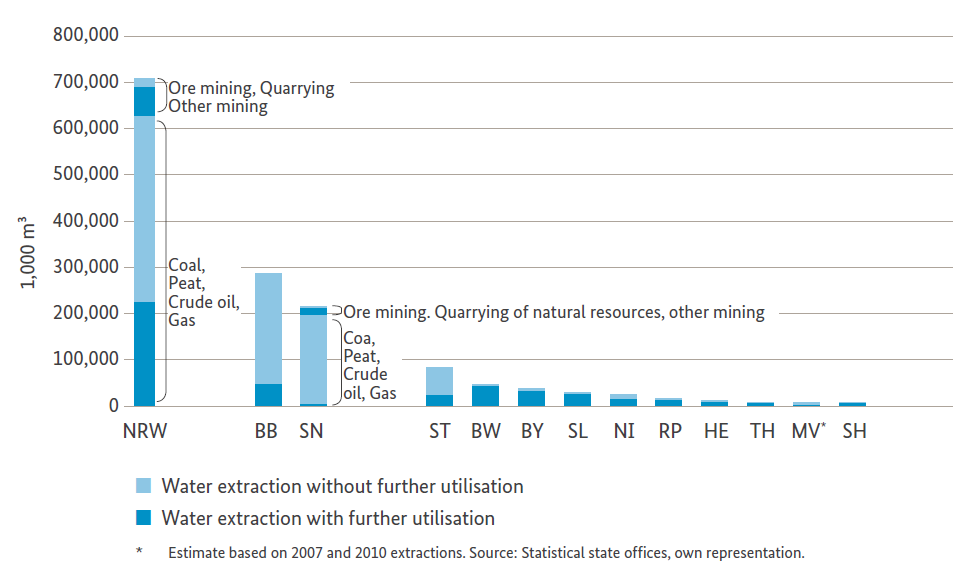 800,000
700,000
600,000
500,000
400,000
300,000
200,000
100,000
0
1,000 m³
Ore mining, Quarrying
Other mining
Coal,
Peat,
Crude oil,
Gas
Ore mining. Quarrying of natural resources, other mining
Coa,
Peat,
Crude
oil, Gas
NRW BB SN ST BW BY SL NI RP HE TH MV* SH
Water extraction without further utilisation
Water extraction with further utilisation
* Estimate based on 2007 and 2010 extractions. Source: Statistical state offices, own representation.